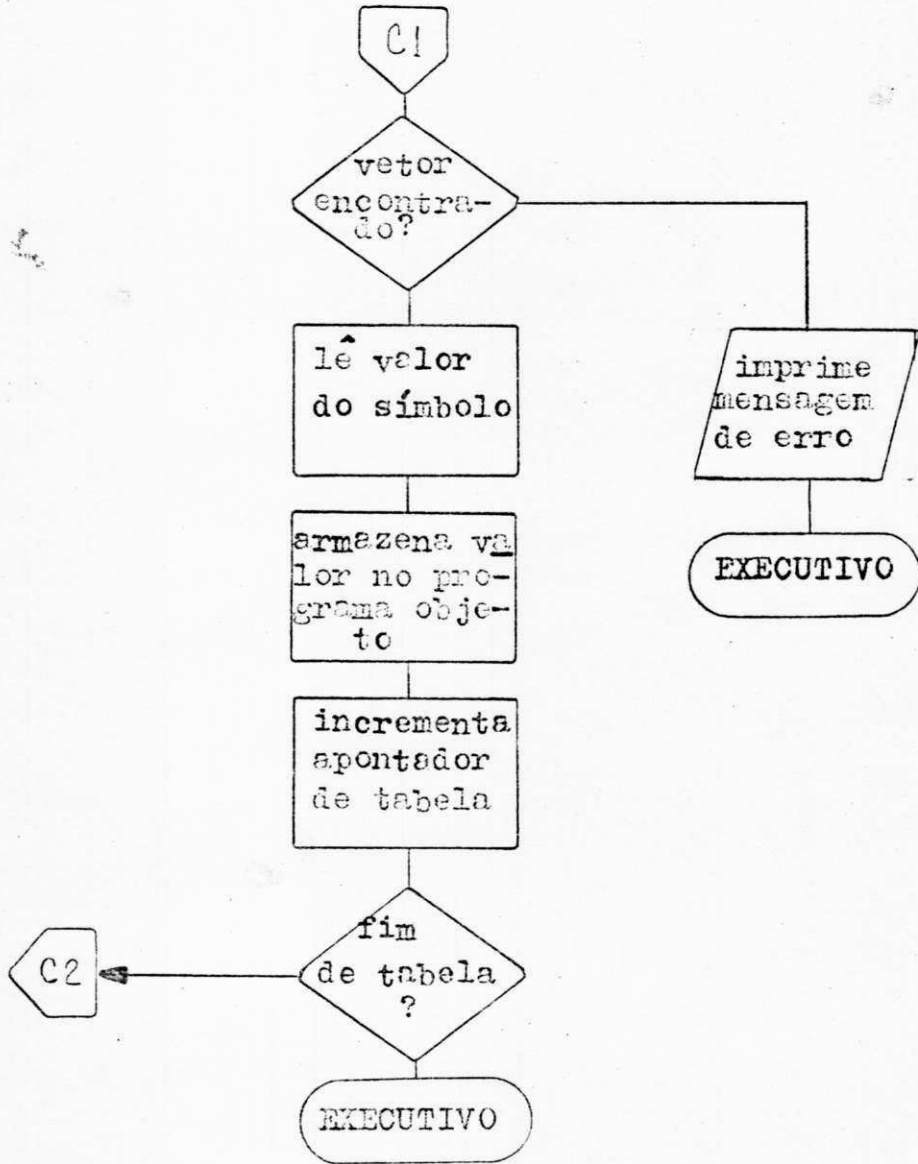 C1
vetor
encontra-
do?
lê valor
do símbolo
imprime
mensagem
de erro
armazena va
lor no pro-
grama obje-
to
EXECUTIVO
incrementa
apontador
de tabela
fim
de tabela
?
C2
EXECUTIVO